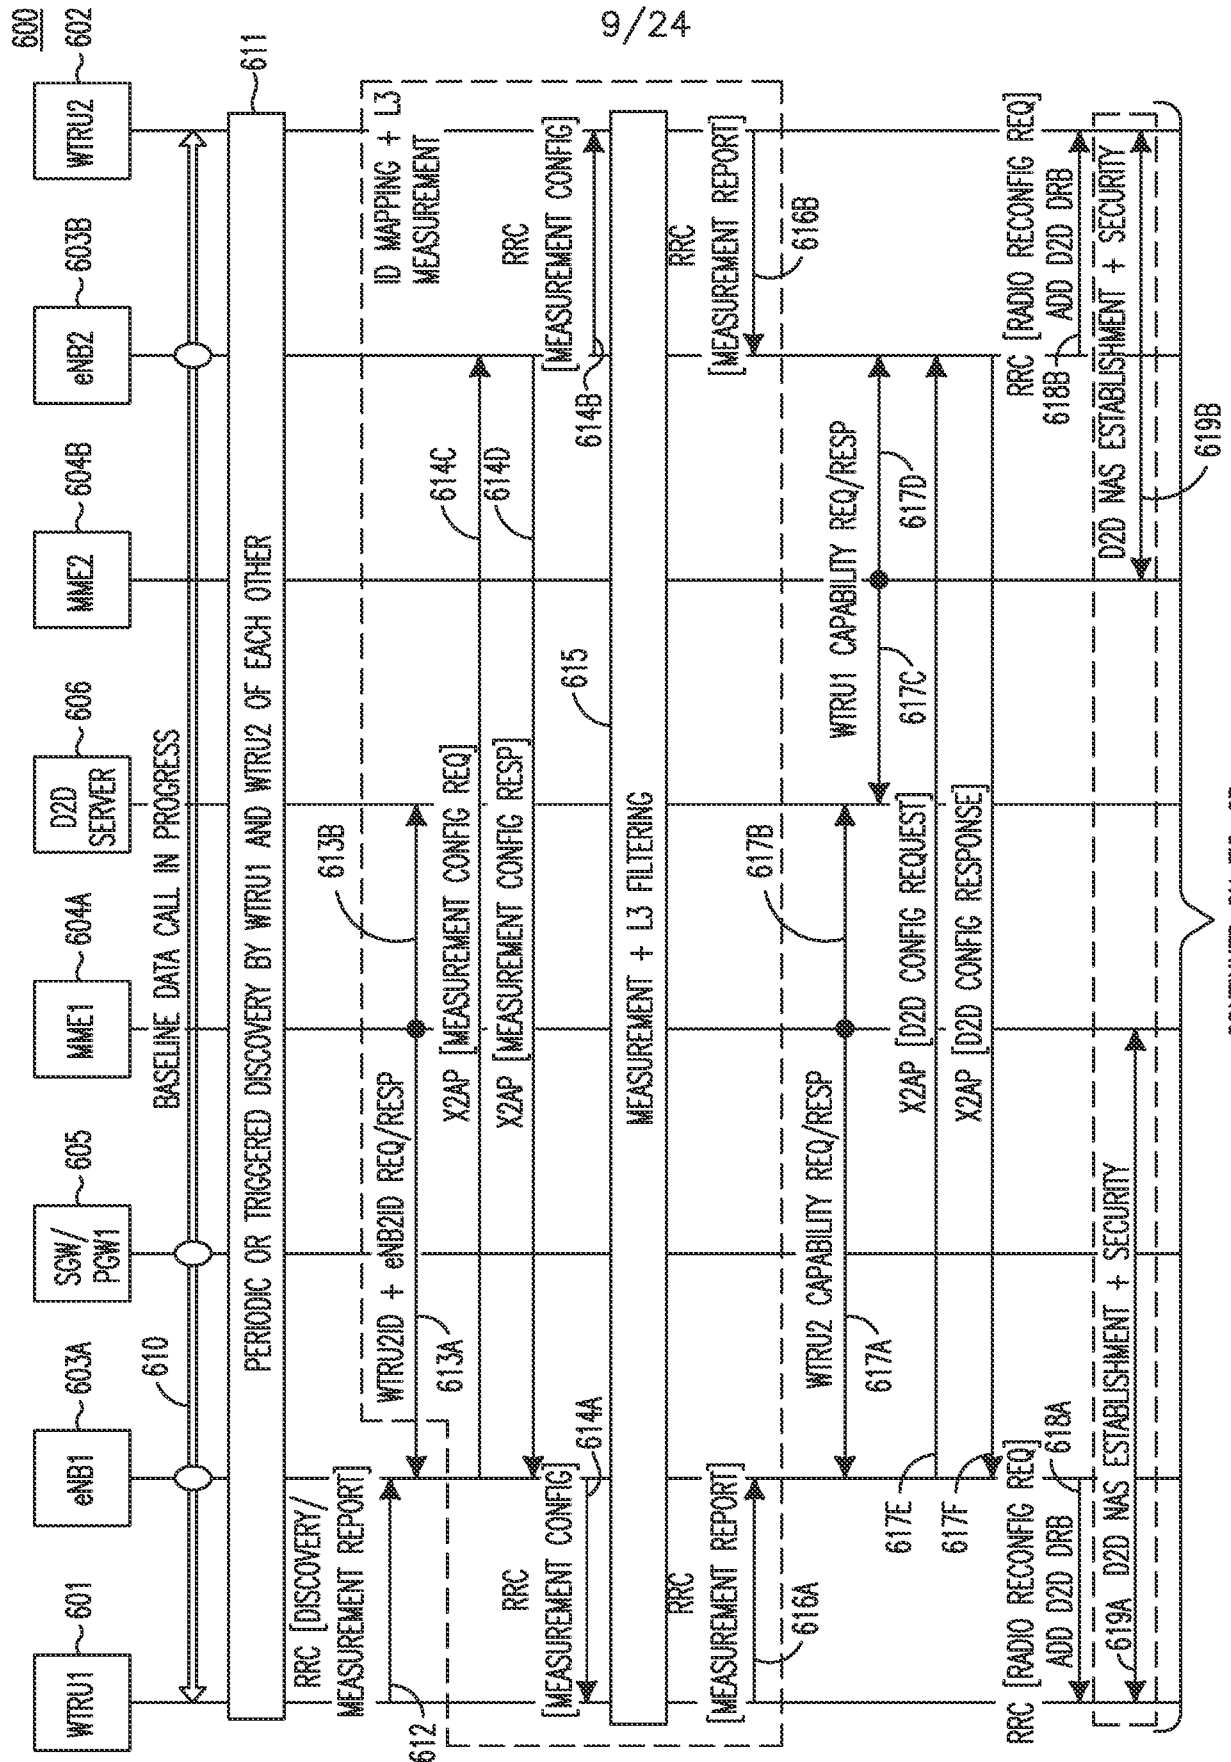 9/24
600
WTRU1
601
eNB1
603A
SGW/
PGW1
605
MME1
604A
D2D
SERVER
606
MME2
604B
eNB2
603B
WTRU2
602
610
BASELINE DATA CALL IN PROGRESS
PERIODIC OR TRIGGERED DISCOVERY BY WTRU1 AND WTRU2 OF EACH OTHER
611
RRC [DISCOVERY/
MEASUREMENT REPORT]
612
ID MAPPING + L3
MEASUREMENT
WTRU2ID + eNB2ID REQ/RESP
613A
613B
X2AP [MEASUREMENT CONFIG REQ]
614C
X2AP [MEASUREMENT CONFIG RESP]
614D
RRC
[MEASUREMENT CONFIG]
614A
RRC
[MEASUREMENT CONFIG]
614B
615
MEASUREMENT + L3 FILTERING
RRC
[MEASUREMENT REPORT]
616A
RRC
[MEASUREMENT REPORT]
616B
WTRU2 CAPABILITY REQ/RESP
617A
617B
WTRU1 CAPABILITY REQ/RESP
617C
617D
X2AP [D2D CONFIG REQUEST]
617E
X2AP [D2D CONFIG RESPONSE]
617F
RRC [RADIO RECONFIG REQ]
ADD D2D DRB
618A
RRC [RADIO RECONFIG REQ]
618B
ADD D2D DRB
619A
D2D NAS ESTABLISHMENT + SECURITY
D2D NAS ESTABLISHMENT + SECURITY
619B